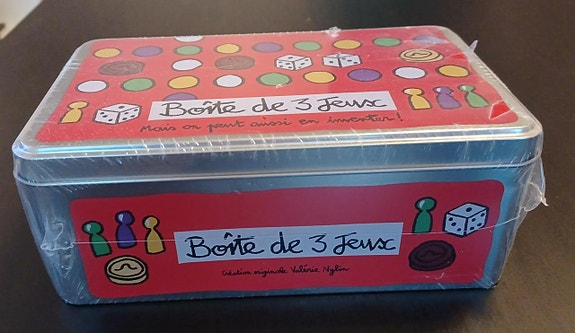 Boîte de 3 Jeux
Mais on peut aussi en inventer !
Boîte de 3 Jeux
Création originale Valérie Nylin